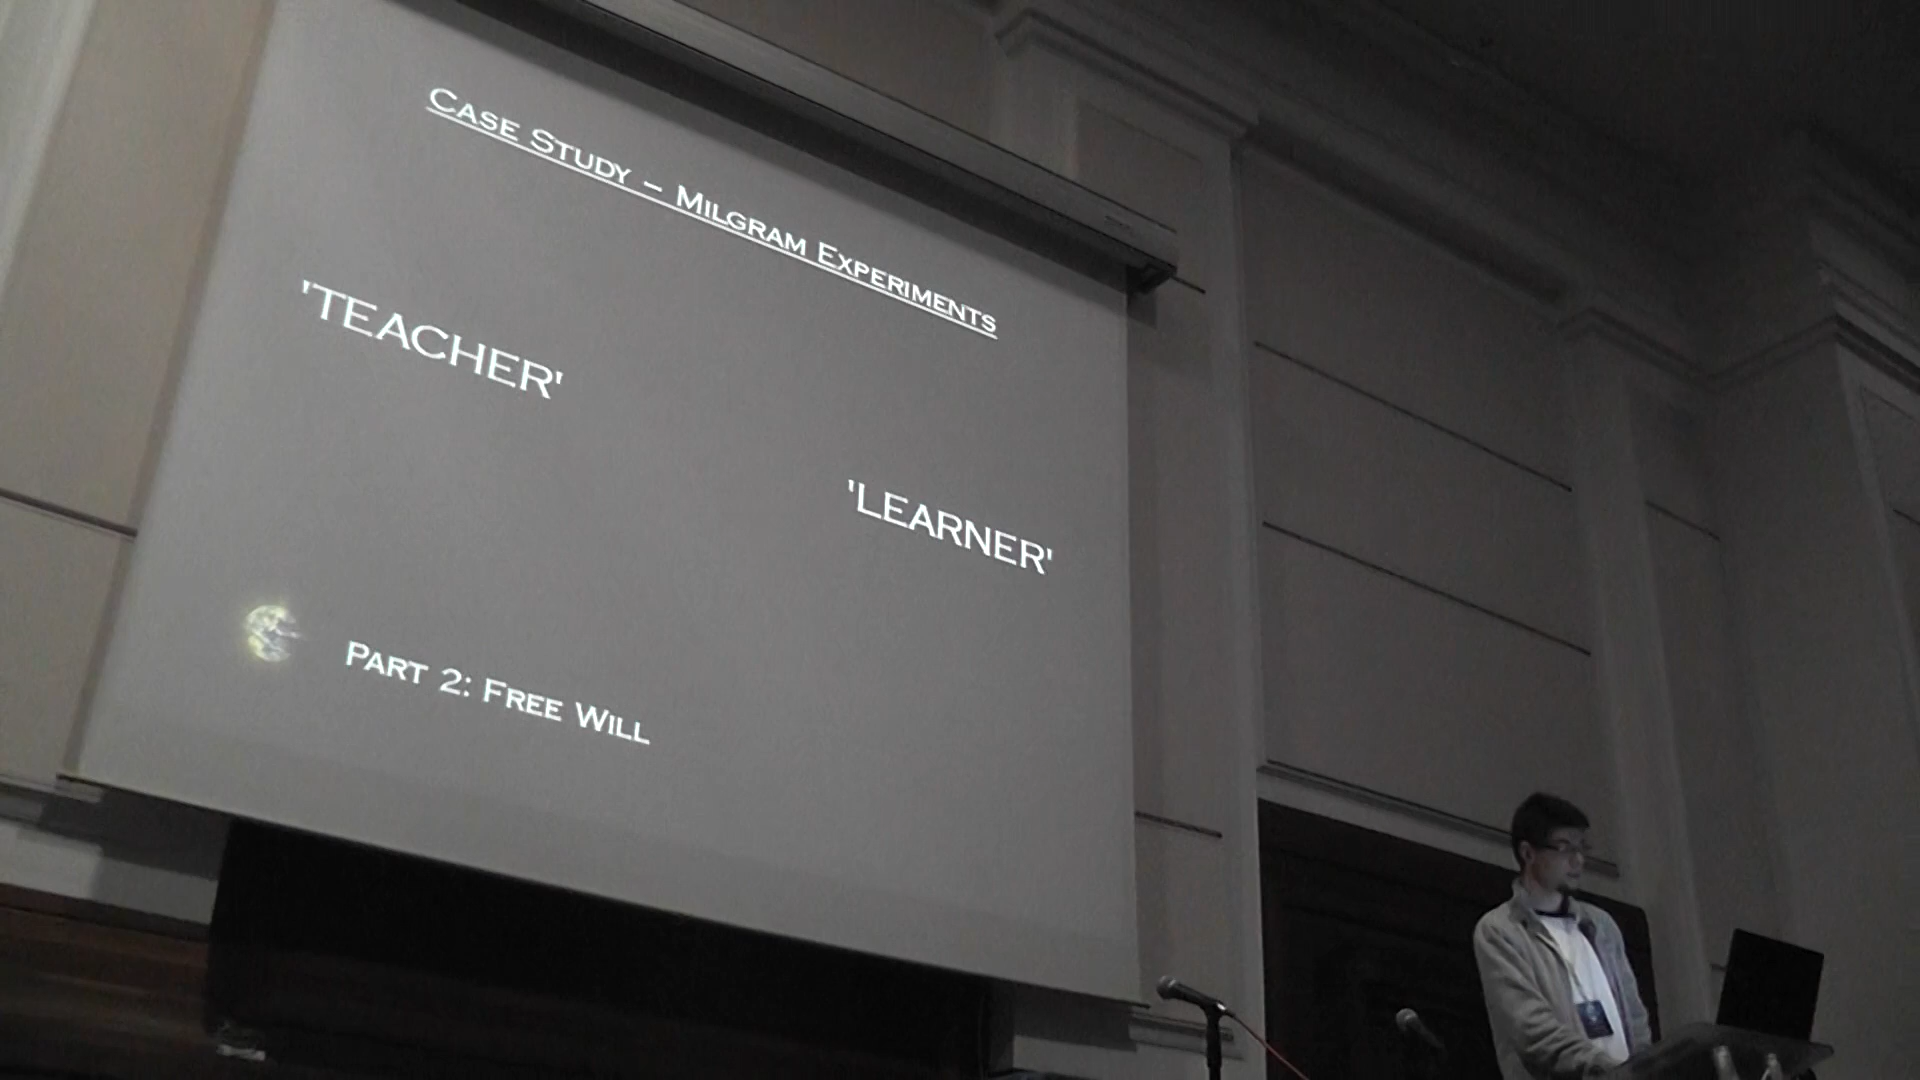 Case Study – Milgram Experiments
'TEACHER'
'LEARNER'
Part 2: Free Will